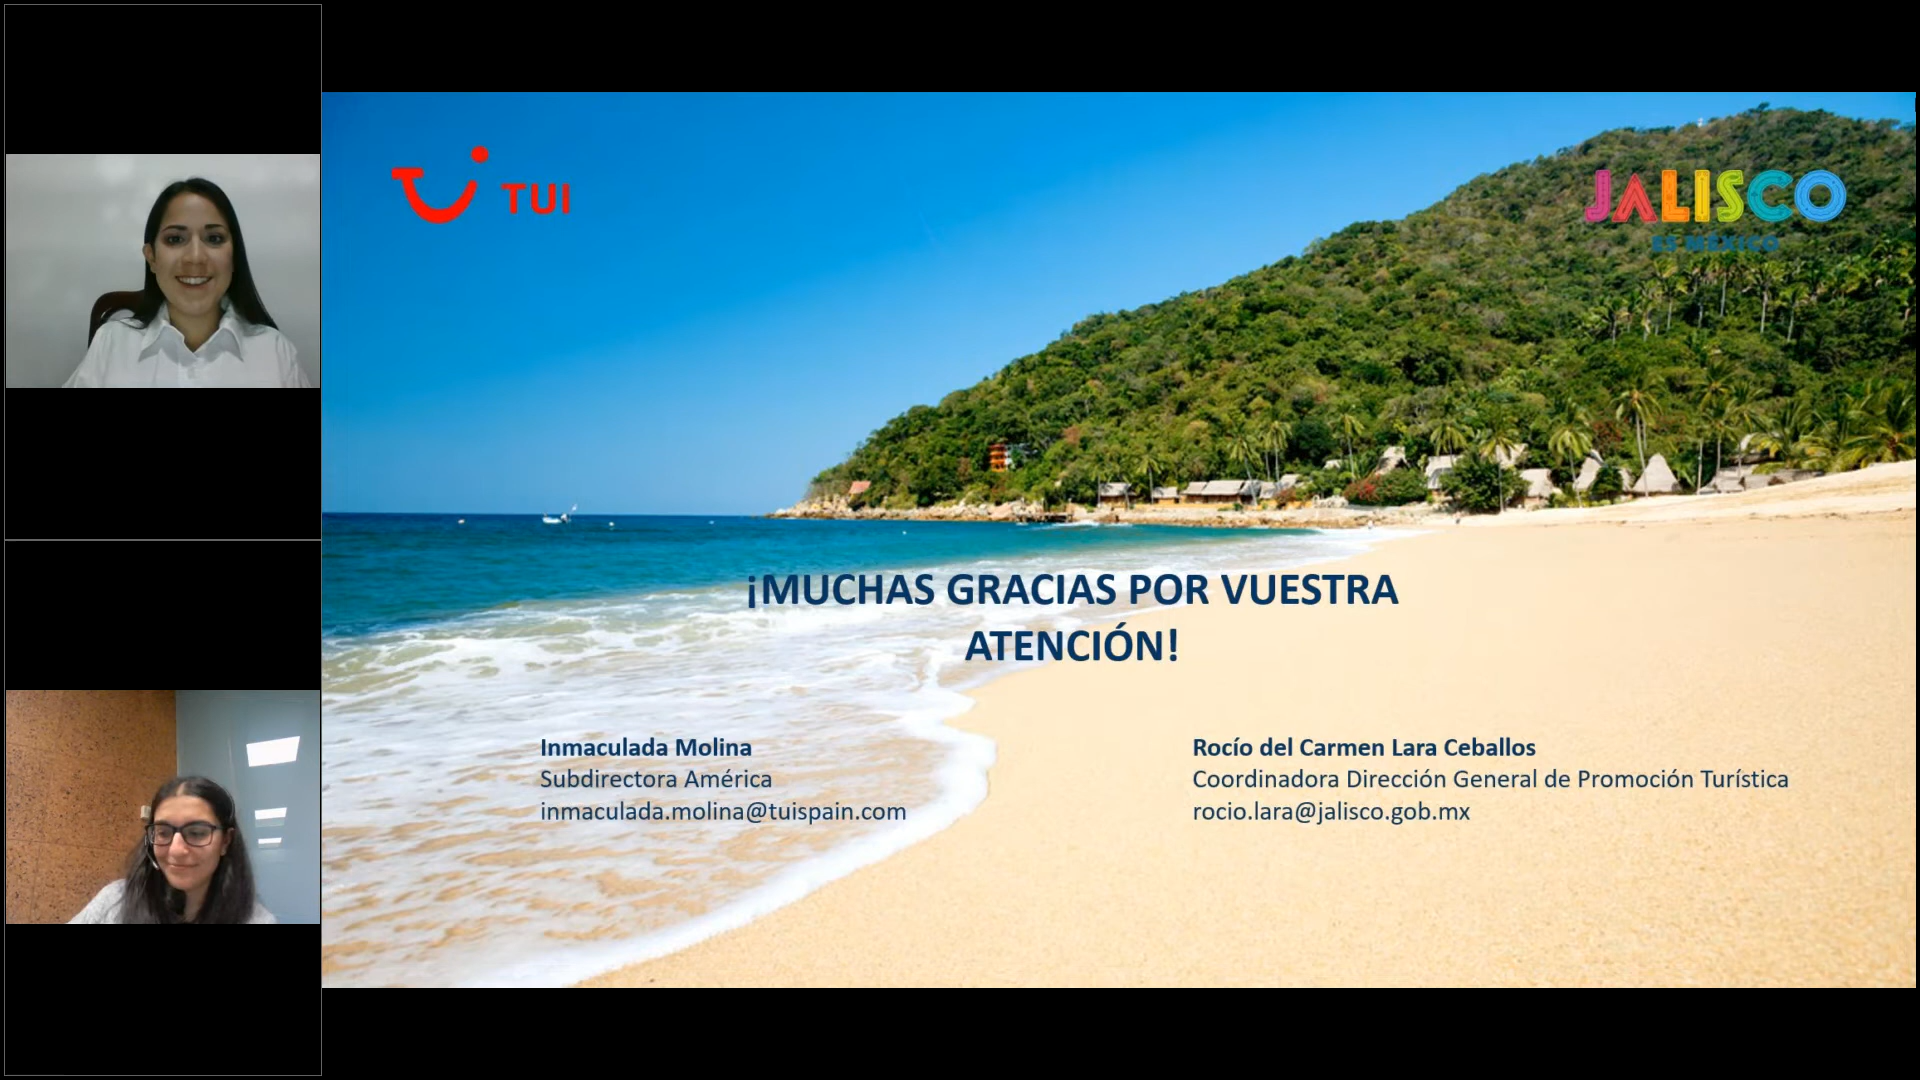 TUI
JALISCO
ES MÉXICO
¡MUCHAS GRACIAS POR VUESTRA
ATENCIÓN!
Inmaculada Molina
Subdirectora América
inmaculada.molina@tuispain.com
Rocío del Carmen Lara Ceballos
Coordinadora Dirección General de Promoción Turística
rocio.lara@jalisco.gob.mx